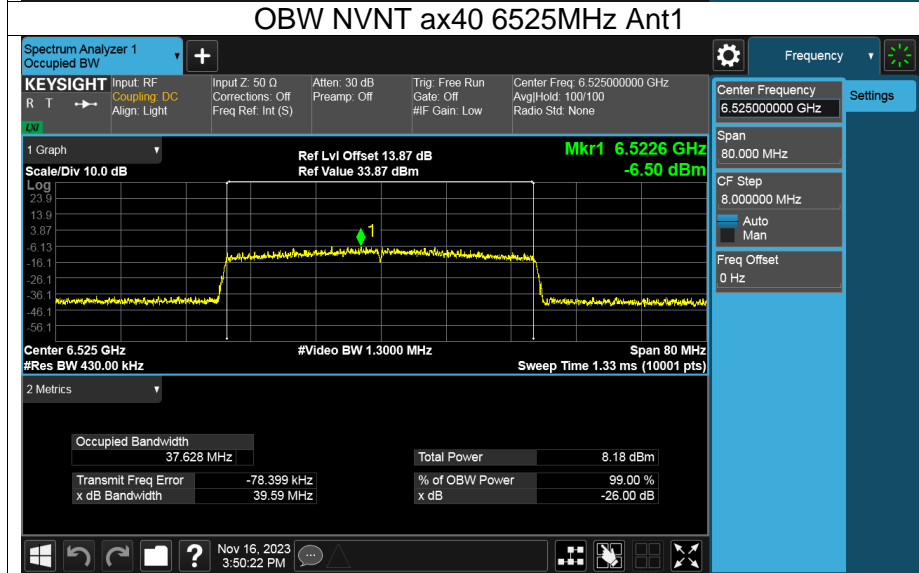 OBW NVNT ax40 6525MHz Ant1
Spectrum Analyzer 1
Occupied BW
Frequency
KEYSIGHT
R T
LXI
Input: RF
Coupling: DC
Align: Light
Input Z: 50 Ω
Corrections: Off
Freq Ref: Int (S)
Atten: 30 dB
Preamp: Off
Trig: Free Run
Gate: Off
#IF Gain: Low
Center Freq: 6.525000000 GHz
Avg|Hold: 100/100
Radio Std: None
Center Frequency
6.525000000 GHz
Settings
Span
80.000 MHz
CF Step
8.000000 MHz
Auto
Man
Freq Offset
0 Hz
1 Graph
Scale/Div 10.0 dB
Ref Lvl Offset 13.87 dB
Ref Value 33.87 dBm
Mkr1 6.5226 GHz
-6.50 dBm
Log
23.9
13.9
3.87
-6.13
-16.1
-26.1
-36.1
-46.1
-56.1
1
Center 6.525 GHz
#Res BW 430.00 kHz
#Video BW 1.3000 MHz
Span 80 MHz
Sweep Time 1.33 ms (10001 pts)
2 Metrics
Occupied Bandwidth
37.628 MHz
Total Power 8.18 dBm
Transmit Freq Error -78.399 kHz
% of OBW Power 99.00 %
x dB Bandwidth 39.59 MHz
x dB -26.00 dB
?
Nov 16, 2023
3:50:22 PM